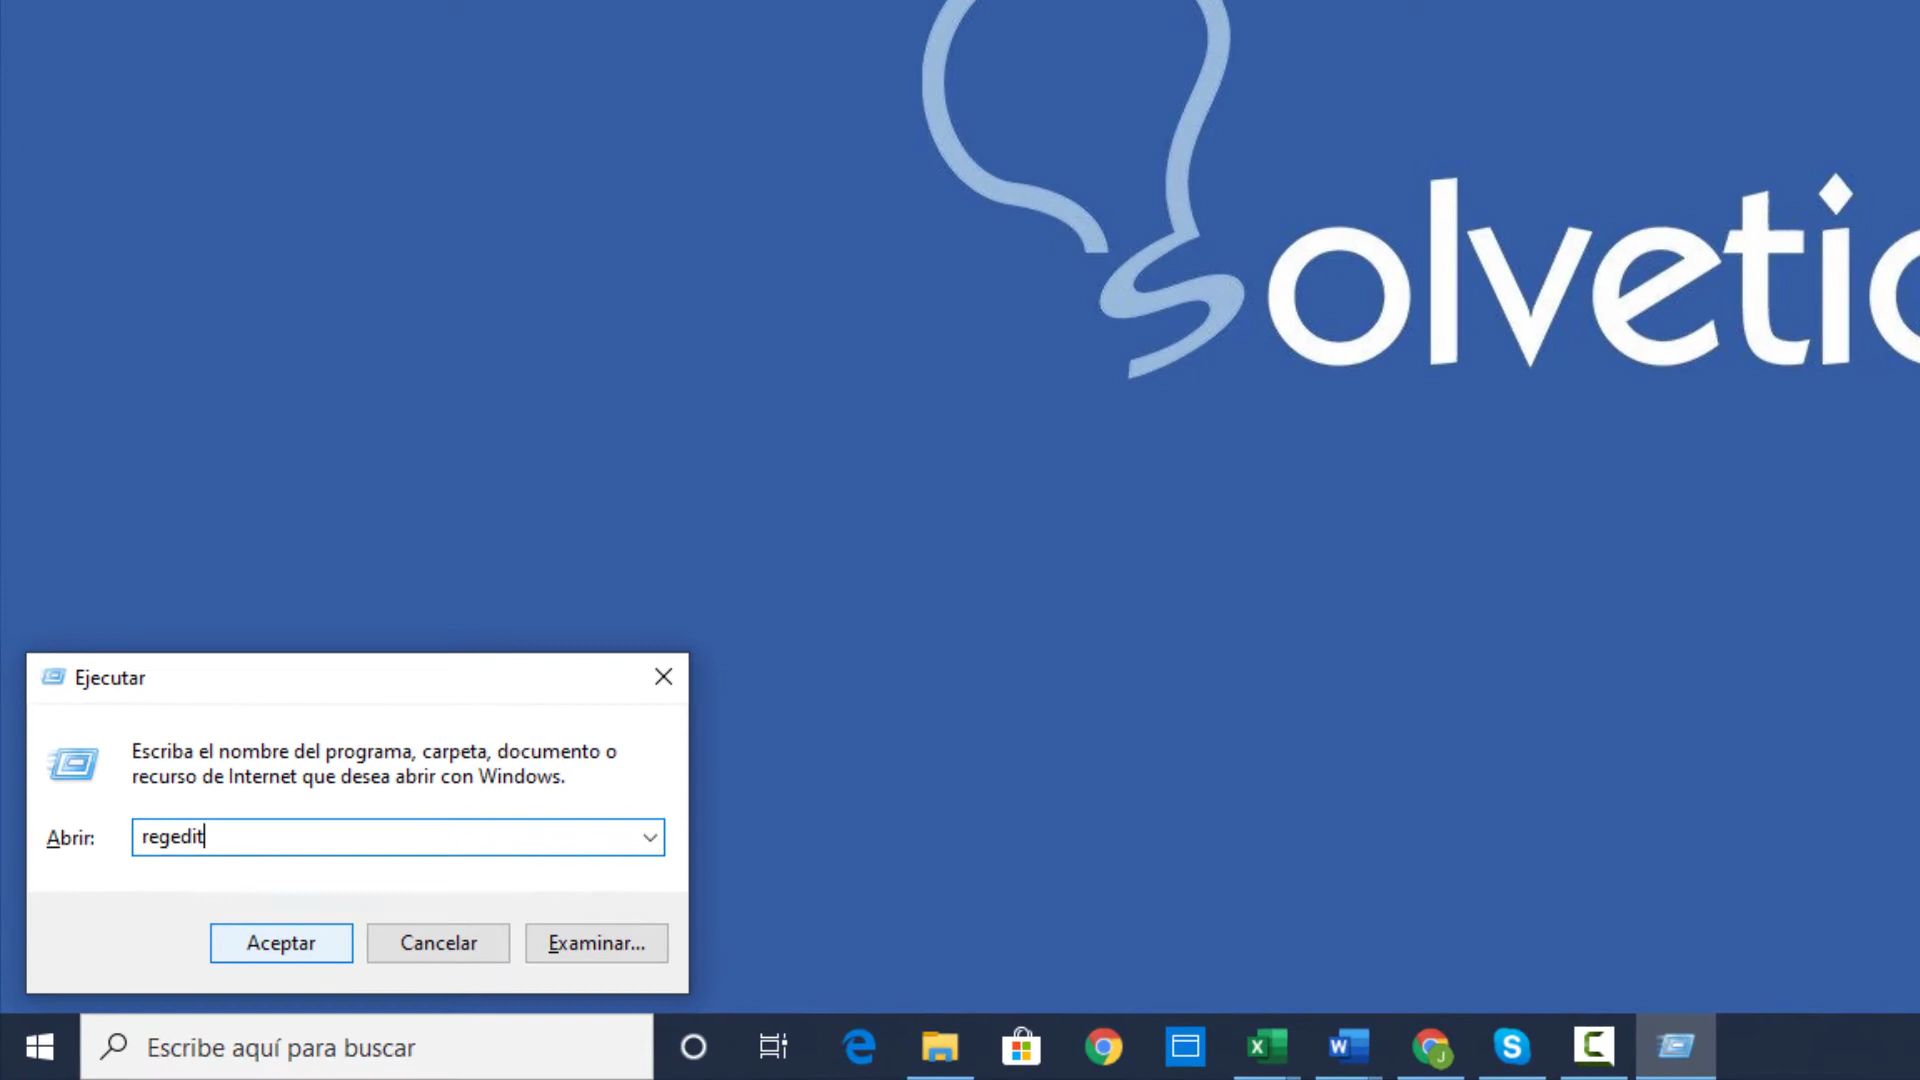 Solvetic
Ejecutar
Escriba el nombre del programa, carpeta, documento o
recurso de Internet que desea abrir con Windows.
Abrir:
regedit
Aceptar
Cancelar
Examinar...
Escribe aquí para buscar
J